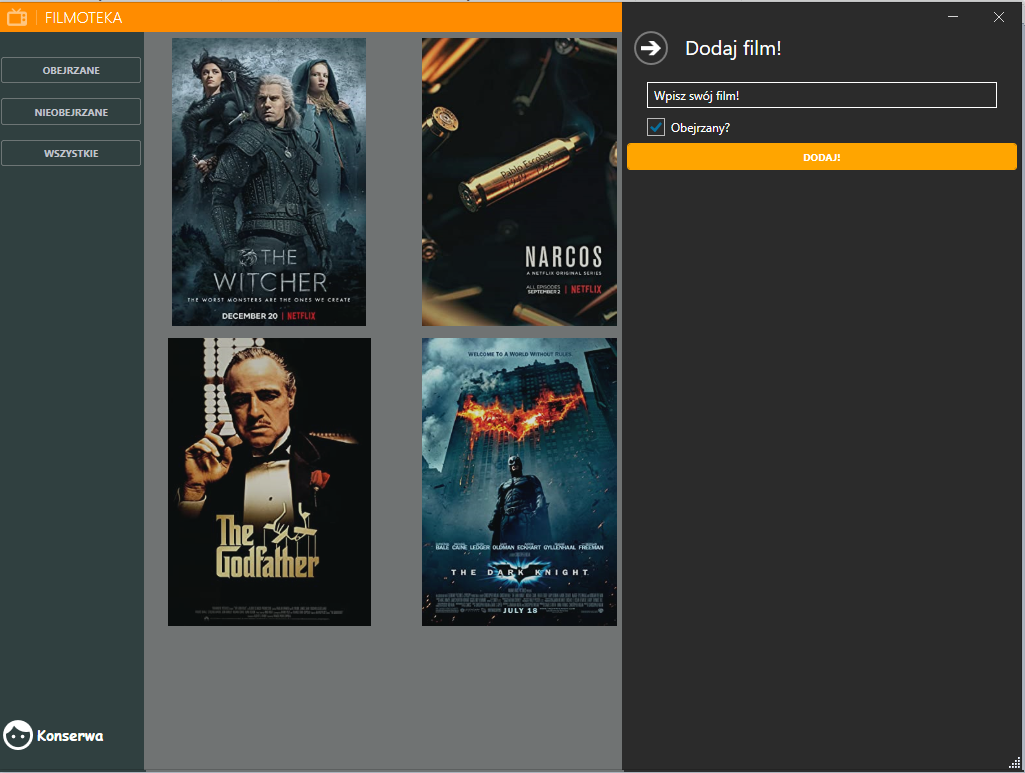 FILMOTEKA
OBEJRZANE
NIEOBEJRZANE
WSZYSTKIE
Konserwa
THE
WITCHER
THE WORST MONSTERS ARE THE ONES WE CREATE
DECEMBER 20 | NETFLIX
Pablo Escobar
NARCOS
A NETFLIX ORIGINAL SERIES
ALL EPISODES
SEPTEMBER 2 | NETFLIX
The
Godfather
WELCOME TO A WORLD WITHOUT RULES
BALE CAINE LEDGER OLDMAN ECKHART GYLLENHAAL FREEMAN
THE DARK KNIGHT
JULY 18
Dodaj film!
Wpisz swój film!
Obejrzany?
DODAJ!